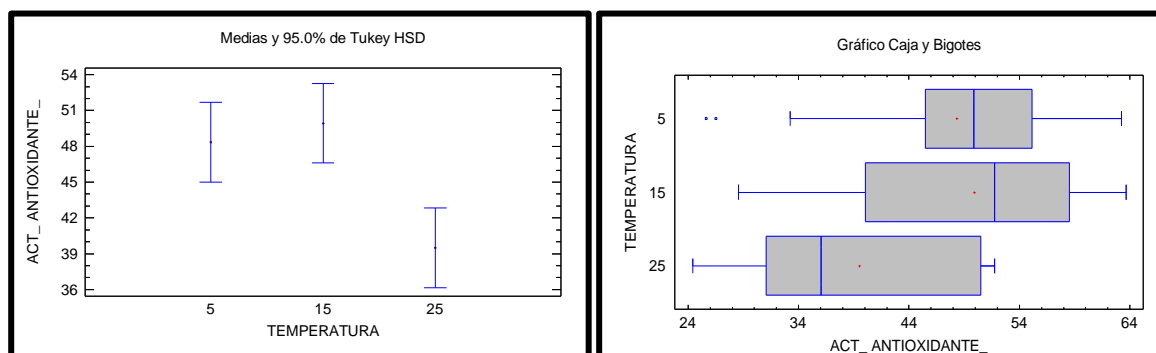 Medias y 95.0% de Tukey HSD
54
51
48
45
42
39
36
ACT_ ANTIOXIDANTE_
5 15 25
TEMPERATURA
Gráfico Caja y Bigotes
TEMPERATURA
5
15
25
24 34 44 54 64
ACT_ ANTIOXIDANTE_